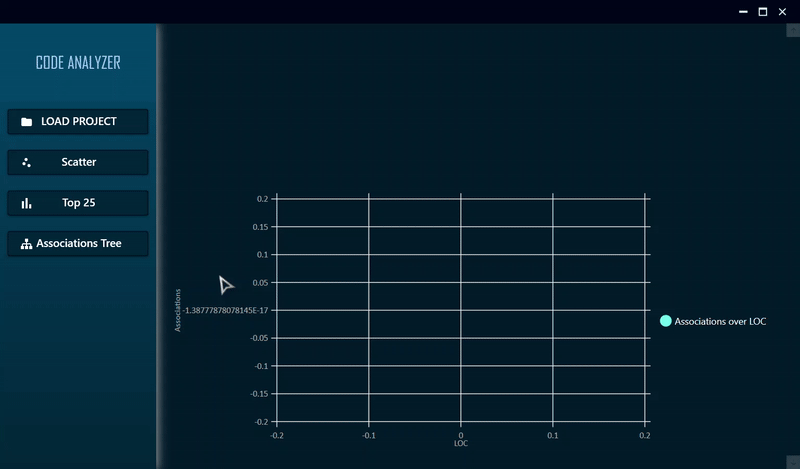 CODE ANALYZER
LOAD PROJECT
Scatter
Top 25
Associations Tree
0.2
0.15
0.1
0.05
-1.38777878078145E-17
-0.05
-0.1
-0.15
-0.2
Associations
-0.2
-0.1
0
0.1
0.2
LOC
Associations over LOC